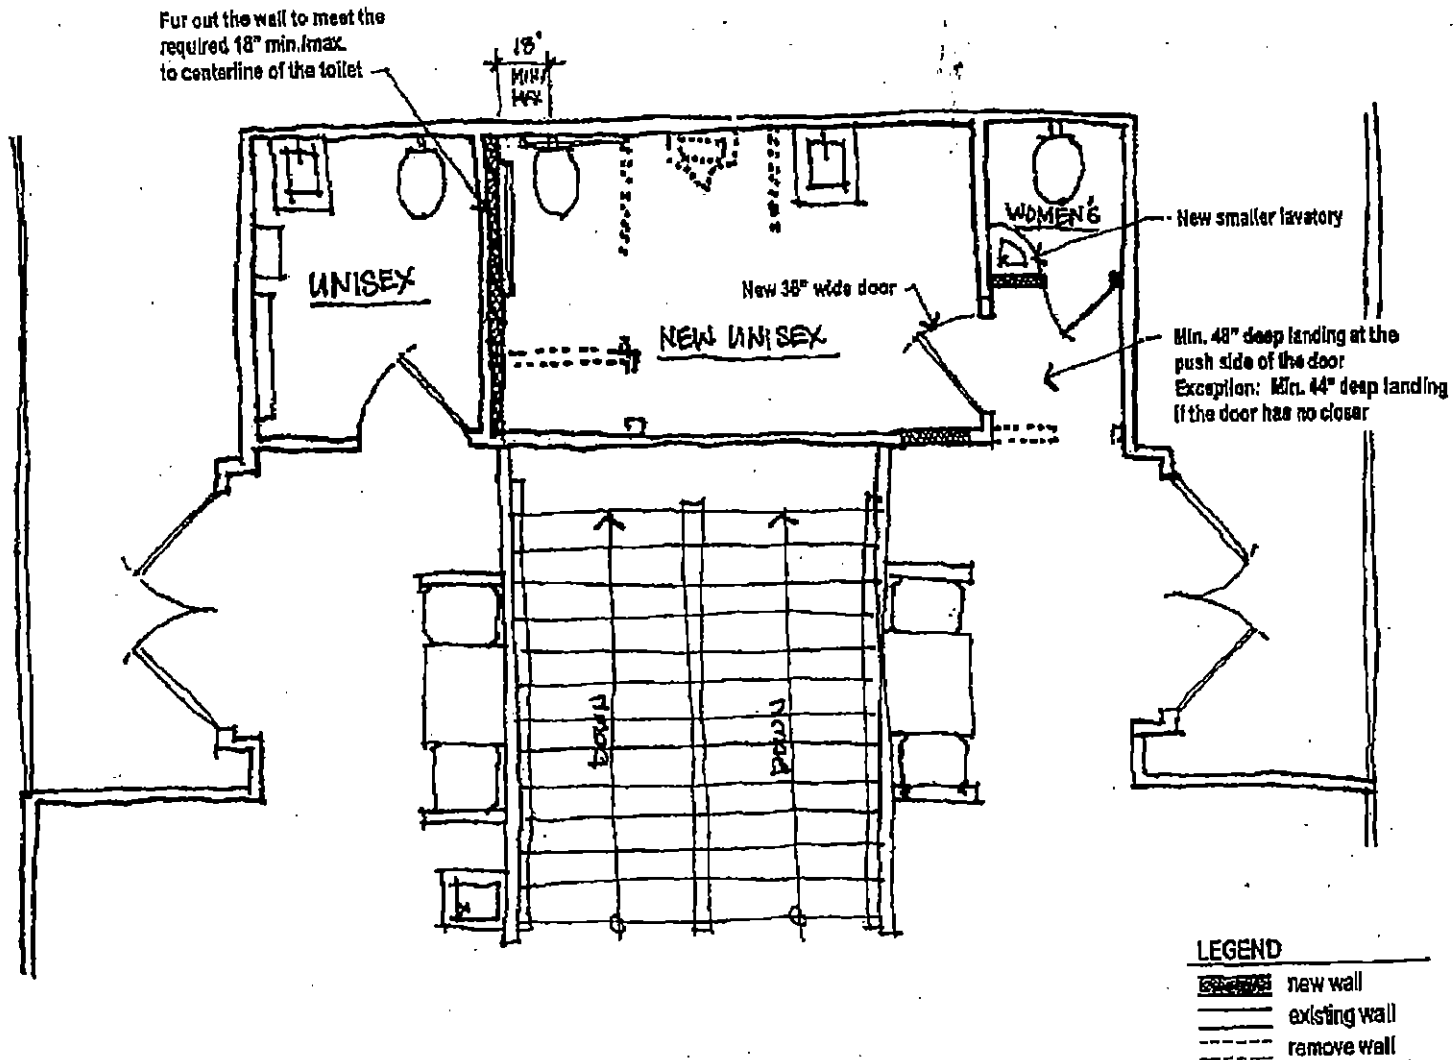 Fur out the wall to meet the
required 18" min./max.
to centerline of the toilet
18"
MIN/
MAX
UNISEX
NEW UNISEX
WOMEN'S
New smaller lavatory
New 36" wide door
Min. 48" deep landing at the
push side of the door
Exception: Min. 44" deep landing
if the door has no closer
DOWN
DOWN
LEGEND
new wall
existing wall
remove wall